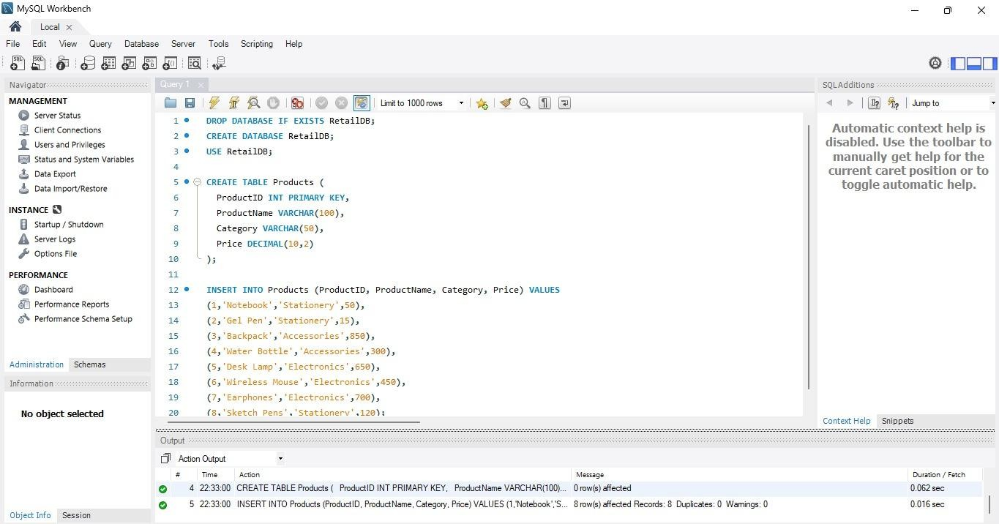 MySQL Workbench
Local
File Edit View Query Database Server Tools Scripting Help
Navigator
MANAGEMENT
Server Status
Client Connections
Users and Privileges
Status and System Variables
Data Export
Data Import/Restore
INSTANCE
Startup / Shutdown
Server Logs
Options File
PERFORMANCE
Dashboard
Performance Reports
Performance Schema Setup
Administration Schemas
Information
No object selected
Object Info Session
Query 1
Limit to 1000 rows
1 DROP DATABASE IF EXISTS RetailDB;
2 CREATE DATABASE RetailDB;
3 USE RetailDB;
4
5 CREATE TABLE Products (
6 ProductID INT PRIMARY KEY,
7 ProductName VARCHAR(100),
8 Category VARCHAR(50),
9 Price DECIMAL(10,2)
10 );
11
12 INSERT INTO Products (ProductID, ProductName, Category, Price) VALUES
13 (1,'Notebook','Stationery',50),
14 (2,'Gel Pen','Stationery',15),
15 (3,'Backpack','Accessories',850),
16 (4,'Water Bottle','Accessories',300),
17 (5,'Desk Lamp','Electronics',650),
18 (6,'Wireless Mouse','Electronics',450),
19 (7,'Earphones','Electronics',700),
20 (8,'Sketch Pens','Stationery',120);
SQLAdditions
Jump to
Automatic context help is
disabled. Use the toolbar to
manually get help for the
current caret position or to
toggle automatic help.
Context Help Snippets
Output
Action Output
# Time Action Message Duration / Fetch
4 22:33:00 CREATE TABLE Products ( ProductID INT PRIMARY KEY, ProductName VARCHAR(100)... 0 row(s) affected 0.062 sec
5 22:33:00 INSERT INTO Products (ProductID, ProductName, Category, Price) VALUES (1,'Notebook','S... 8 row(s) affected Records: 8 Duplicates: 0 Warnings: 0 0.016 sec